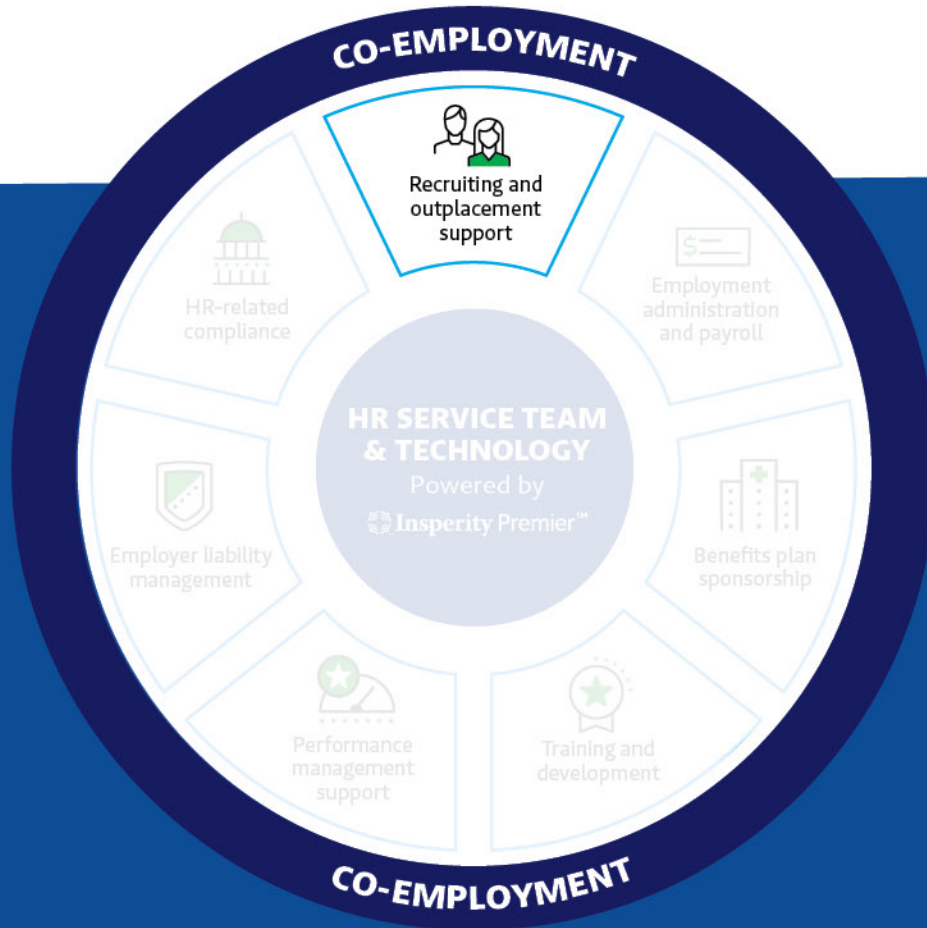 CO-EMPLOYMENT
Recruiting and
outplacement
support
$
Employment
administration
and payroll
Benefits plan
sponsorship
Training and
development
Performance
management
support
Employer liability
management
HR-related
compliance
HR SERVICE TEAM
& TECHNOLOGY
Powered by
Insperity Premier™
CO-EMPLOYMENT